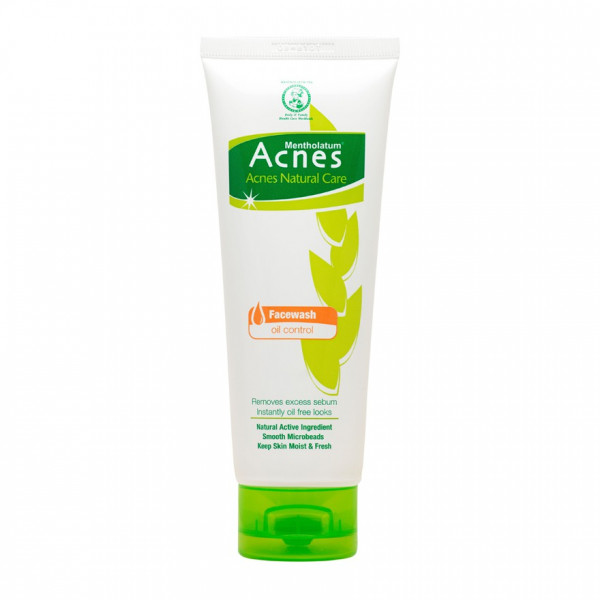 Mentholatum
Acnes
Acnes Natural Care
Facewash
oil control
Removes excess sebum
Instantly oil free looks
Natural Active Ingredient
Smooth Microbeads
Keep Skin Moist & Fresh